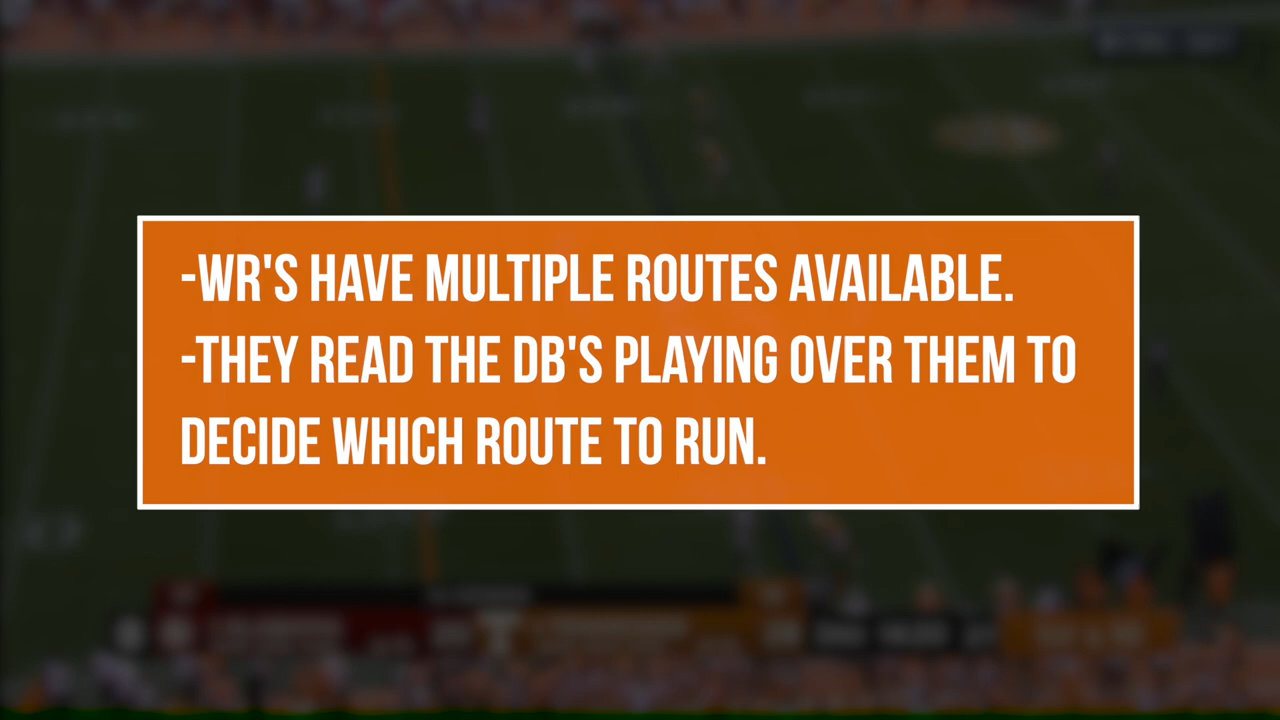 -WR'S HAVE MULTIPLE ROUTES AVAILABLE.
-THEY READ THE DB'S PLAYING OVER THEM TO
DECIDE WHICH ROUTE TO RUN.